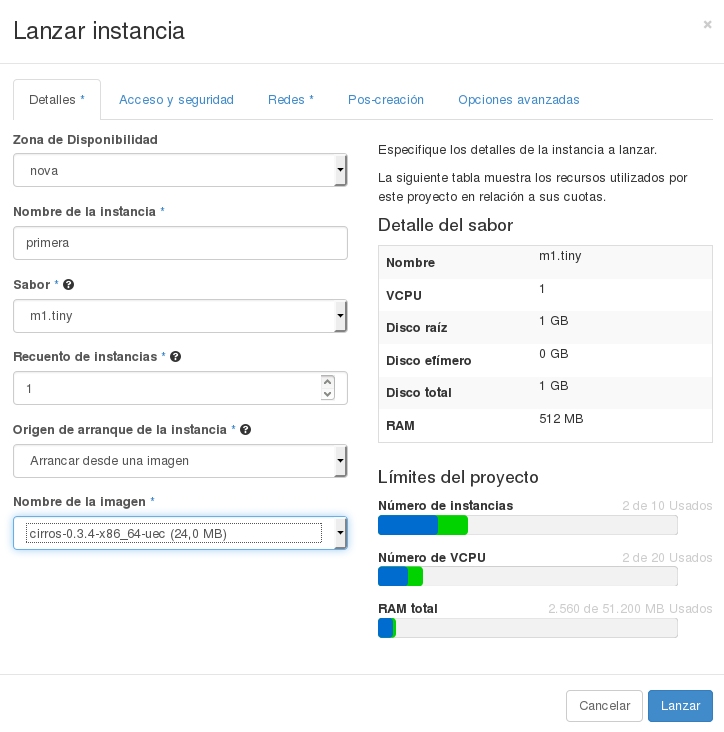 Lanzar instancia
×
Detalles *
Acceso y seguridad
Redes *
Pos-creación
Opciones avanzadas
Zona de Disponibilidad
nova
Nombre de la instancia *
primera
Sabor *
m1.tiny
Recuento de instancias *
1
Origen de arranque de la instancia *
Arrancar desde una imagen
Nombre de la imagen *
cirros-0.3.4-x86_64-uec (24,0 MB)
Especifique los detalles de la instancia a lanzar.
La siguiente tabla muestra los recursos utilizados por
este proyecto en relación a sus cuotas.
Detalle del sabor
Nombre m1.tiny
VCPU 1
Disco raíz 1 GB
Disco efímero 0 GB
Disco total 1 GB
RAM 512 MB
Límites del proyecto
Número de instancias 2 de 10 Usados
Número de VCPU 2 de 20 Usados
RAM total 2.560 de 51.200 MB Usados
Cancelar
Lanzar